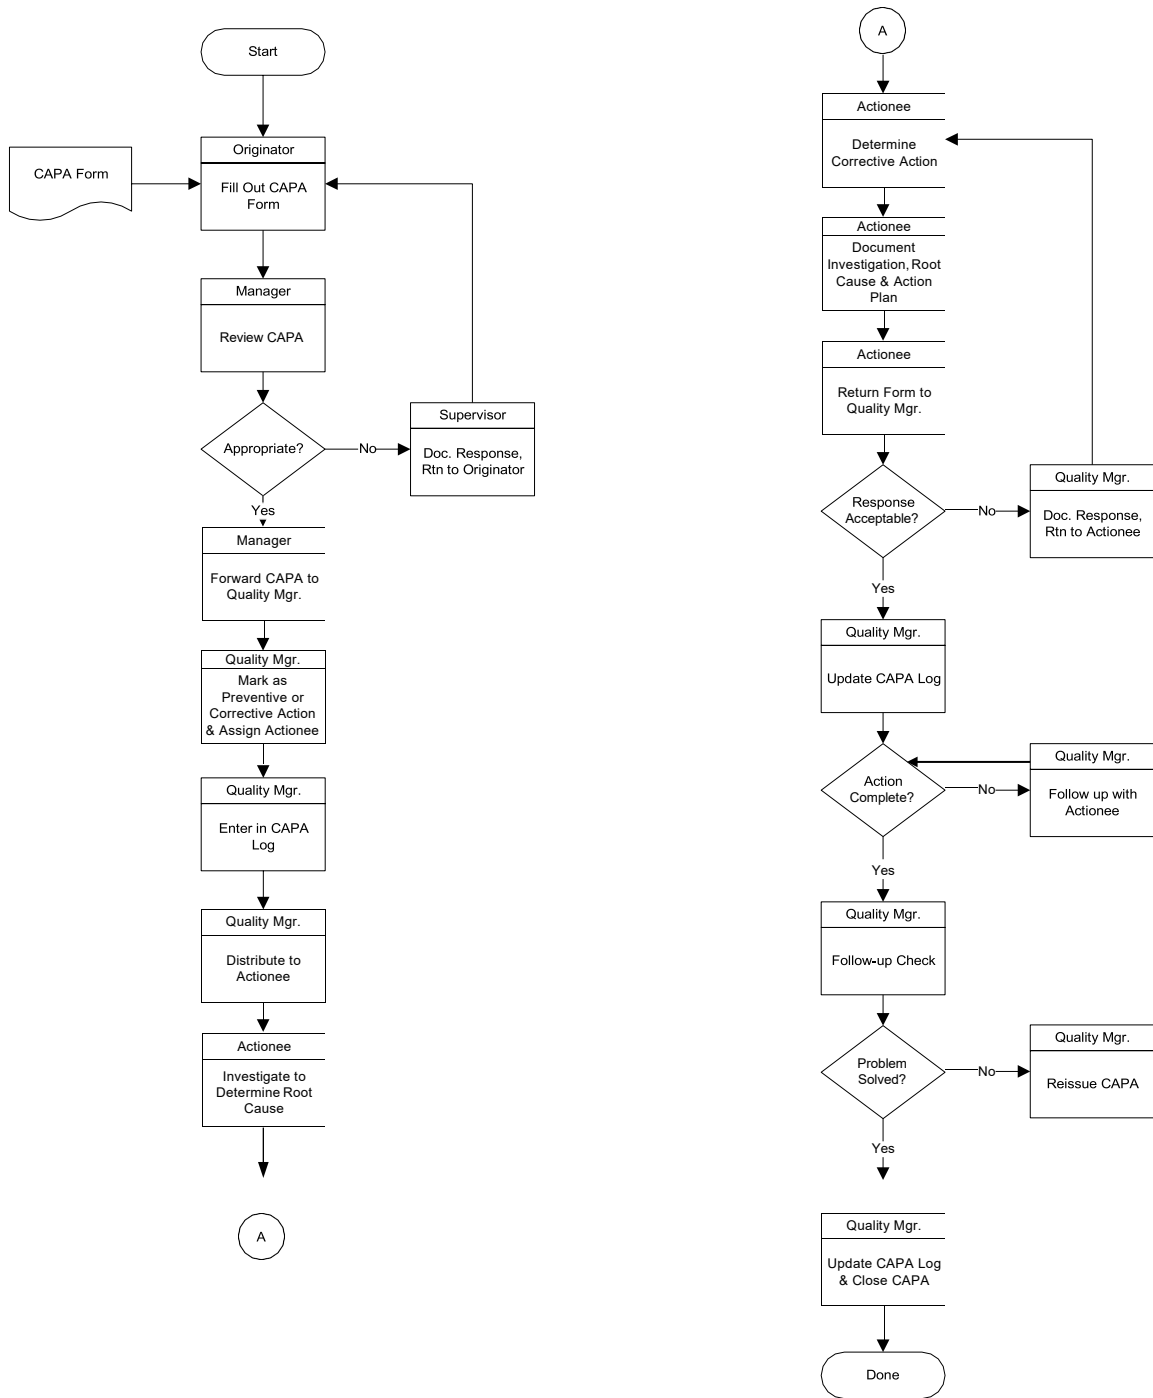 Start
CAPA Form
Originator
Fill Out CAPA
Form
Manager
Review CAPA
Appropriate?
No
Supervisor
Doc. Response,
Rtn to Originator
Yes
Manager
Forward CAPA to
Quality Mgr.
Quality Mgr.
Mark as
Preventive or
Corrective Action
& Assign Actionee
Quality Mgr.
Enter in CAPA
Log
Quality Mgr.
Distribute to
Actionee
Actionee
Investigate to
Determine Root
Cause
A
A
Actionee
Determine
Corrective Action
Actionee
Document
Investigation, Root
Cause & Action
Plan
Actionee
Return Form to
Quality Mgr.
Response
Acceptable?
No
Quality Mgr.
Doc. Response,
Rtn to Actionee
Yes
Quality Mgr.
Update CAPA Log
Action
Complete?
No
Quality Mgr.
Follow up with
Actionee
Yes
Quality Mgr.
Follow-up Check
Problem
Solved?
No
Quality Mgr.
Reissue CAPA
Yes
Quality Mgr.
Update CAPA Log
& Close CAPA
Done